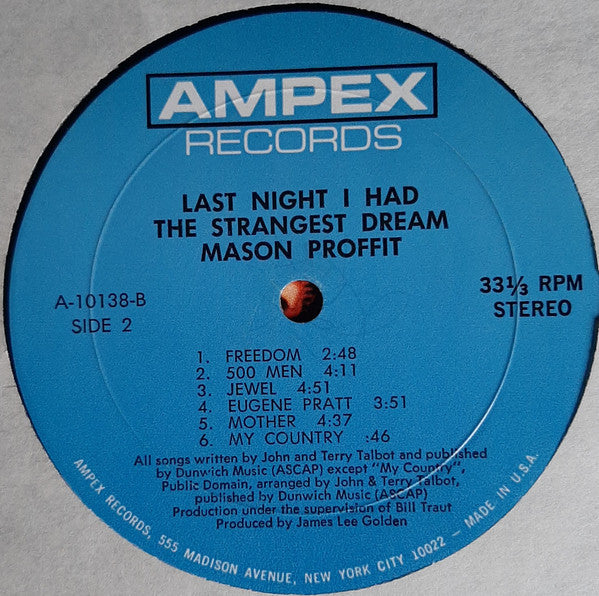 AMPEX
RECORDS
LAST NIGHT I HAD
THE STRANGEST DREAM
MASON PROFFIT
A-10138-B
SIDE 2
33⅓ RPM
STEREO
1. FREEDOM 2:48
2. 500 MEN 4:11
3. JEWEL 4:51
4. EUGENE PRATT 3:51
5. MOTHER 4:37
6. MY COUNTRY :46
All songs written by John and Terry Talbot and published
by Dunwich Music (ASCAP) except "My Country",
Public Domain, arranged by John & Terry Talbot,
published by Dunwich Music (ASCAP)
Production under the supervision of Bill Traut
Produced by James Lee Golden
AMPEX RECORDS, 555 MADISON AVENUE, NEW YORK CITY 10022 — MADE IN U.S.A.